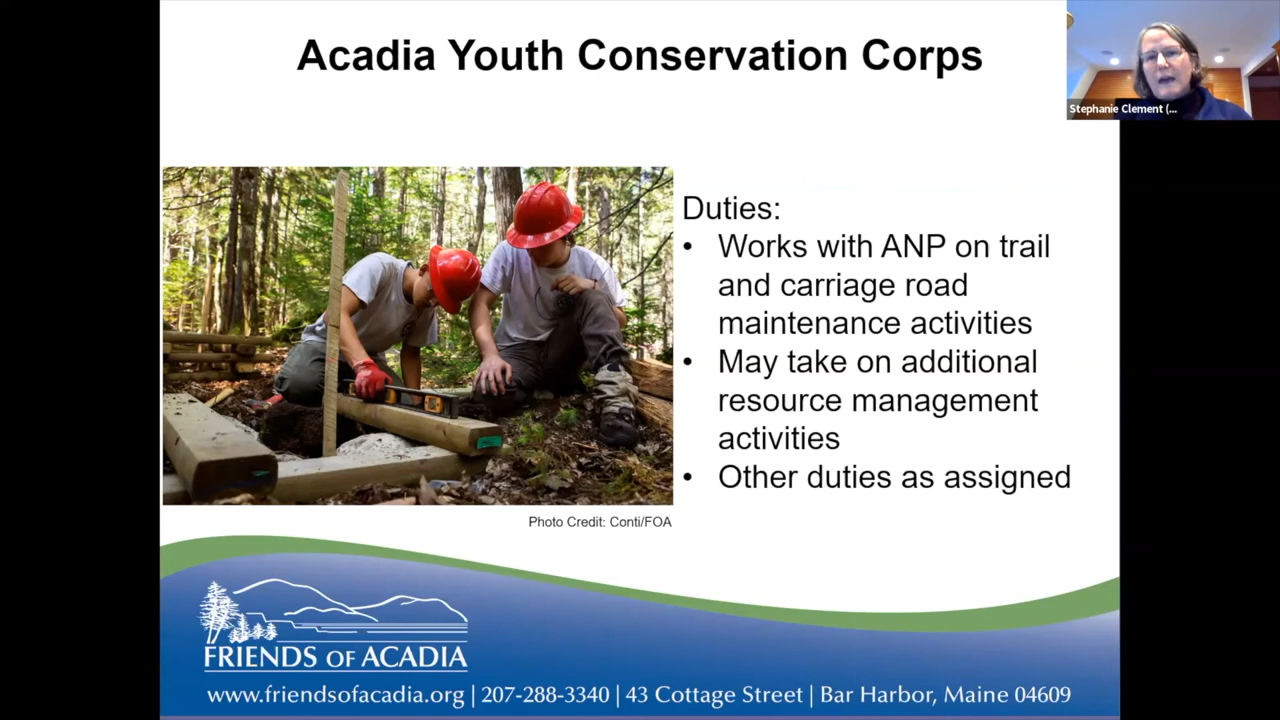 Acadia Youth Conservation Corps
Stephanie Clement (...
Duties:
• Works with ANP on trail
and carriage road
maintenance activities
• May take on additional
resource management
activities
• Other duties as assigned
Photo Credit: Conti/FOA
FRIENDS OF ACADIA
www.friendsofacadia.org | 207-288-3340 | 43 Cottage Street | Bar Harbor, Maine 04609